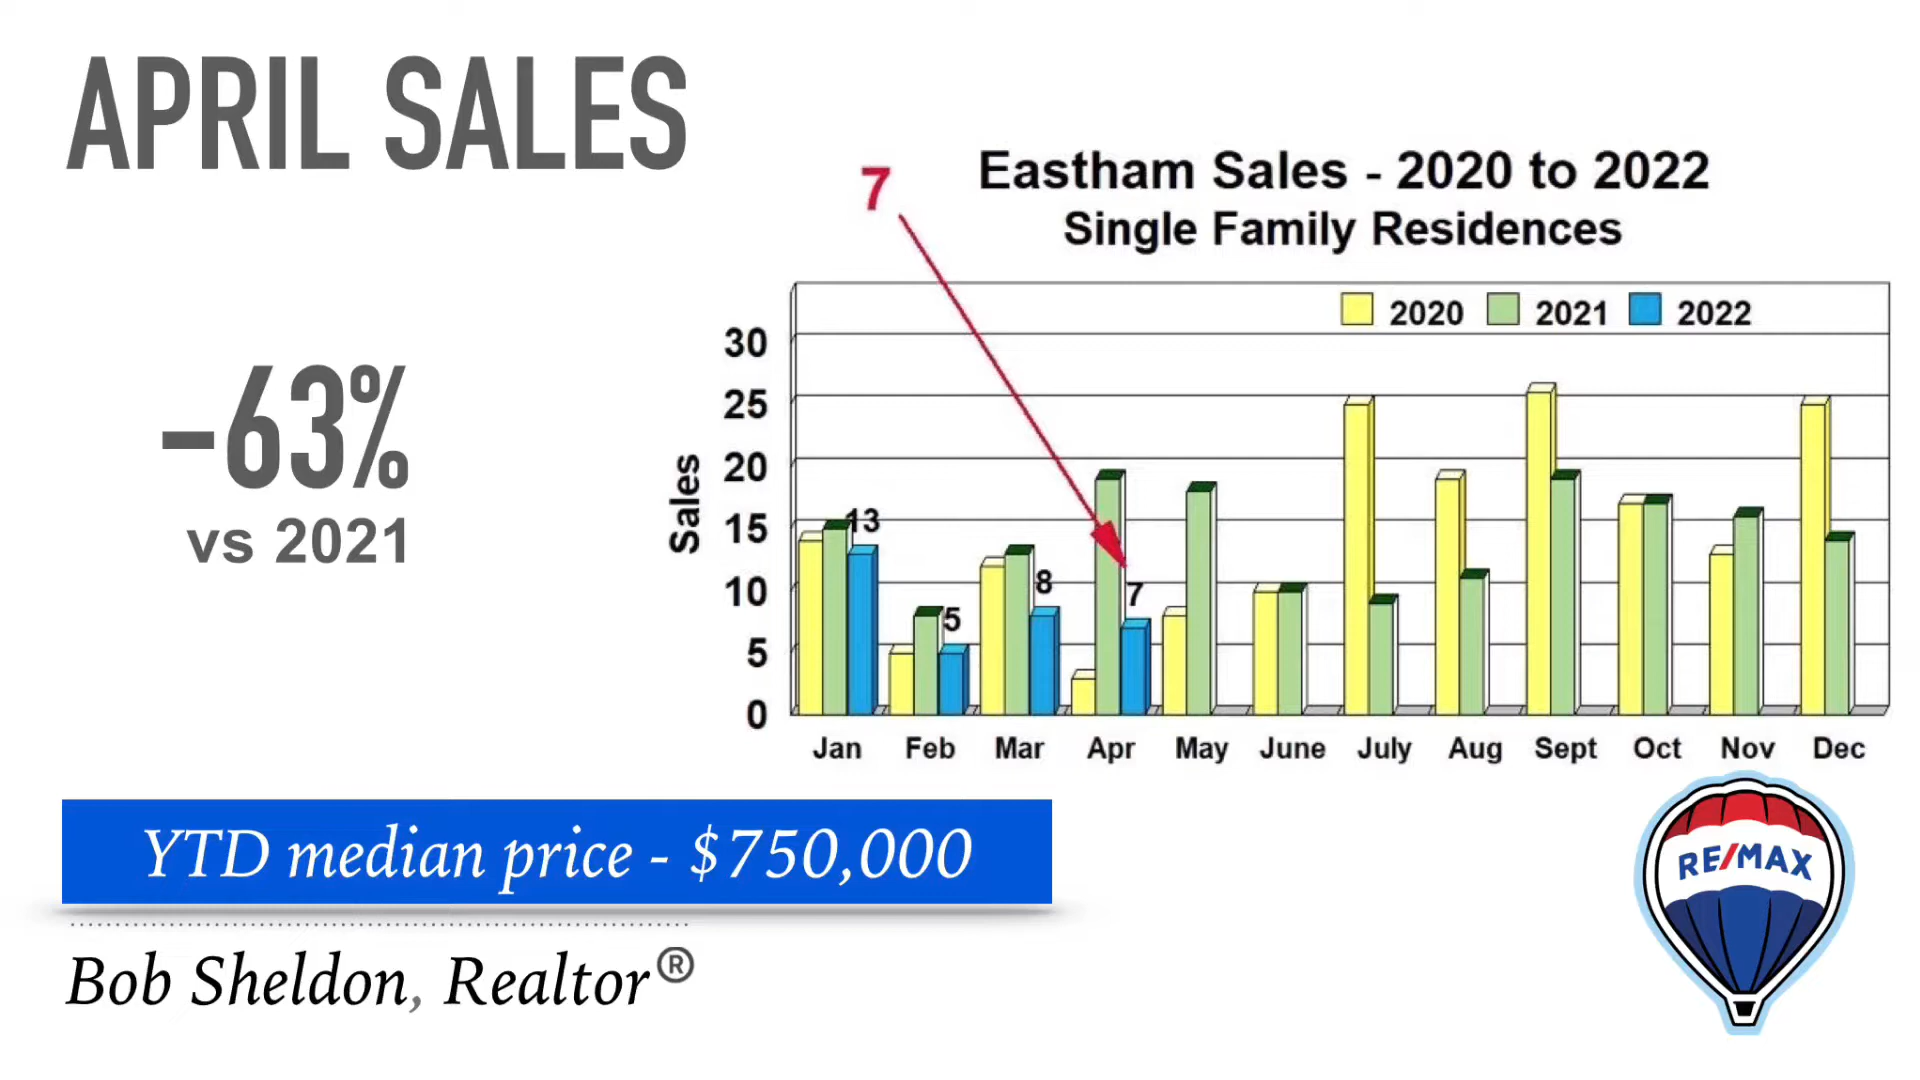 APRIL SALES
-63%
vs 2021
7
Eastham Sales - 2020 to 2022
Single Family Residences
2020 2021 2022
Sales
30
25
20
15
10
5
0
13
5
8
7
Jan Feb Mar Apr May June July Aug Sept Oct Nov Dec
YTD median price - $750,000
Bob Sheldon, Realtor®
RE/MAX